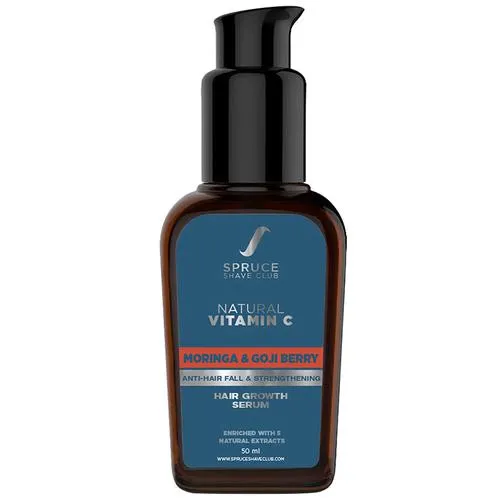 SPRUCE
SHAVE CLUB
NATURAL
VITAMIN C
MORINGA & GOJI BERRY
ANTI-HAIR FALL & STRENGTHENING
HAIR GROWTH
SERUM
ENRICHED WITH 5
NATURAL EXTRACTS
50 ml
WWW.SPRUCESHAVECLUB.COM